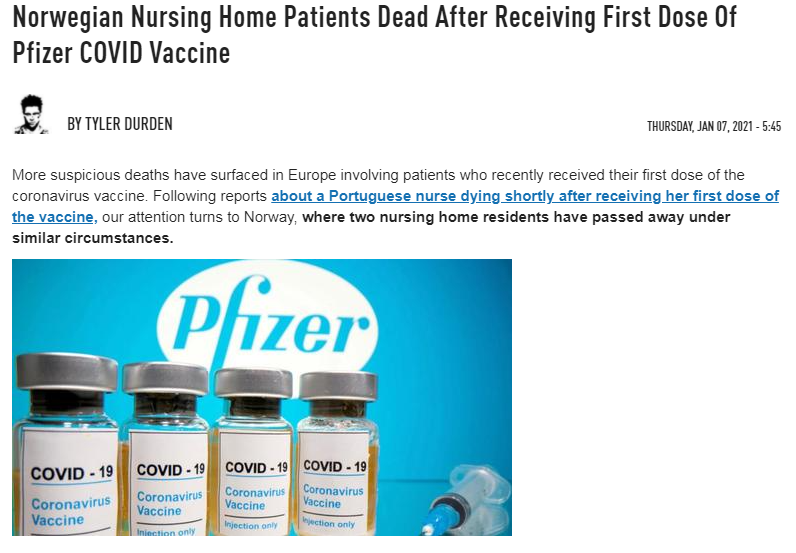 Norwegian Nursing Home Patients Dead After Receiving First Dose Of
Pfizer COVID Vaccine
BY TYLER DURDEN
THURSDAY, JAN 07, 2021 - 5:45
More suspicious deaths have surfaced in Europe involving patients who recently received their first dose of the
coronavirus vaccine. Following reports about a Portuguese nurse dying shortly after receiving her first dose of
the vaccine, our attention turns to Norway, where two nursing home residents have passed away under
similar circumstances.
Pfizer
COVID - 19
Coronavirus
Vaccine
COVID - 19
Coronavirus
Vaccine
Injection only
COVID - 19
Coronavirus
Vaccine
Injection only
COVID - 19
Coronavirus
Vaccine
Injection only